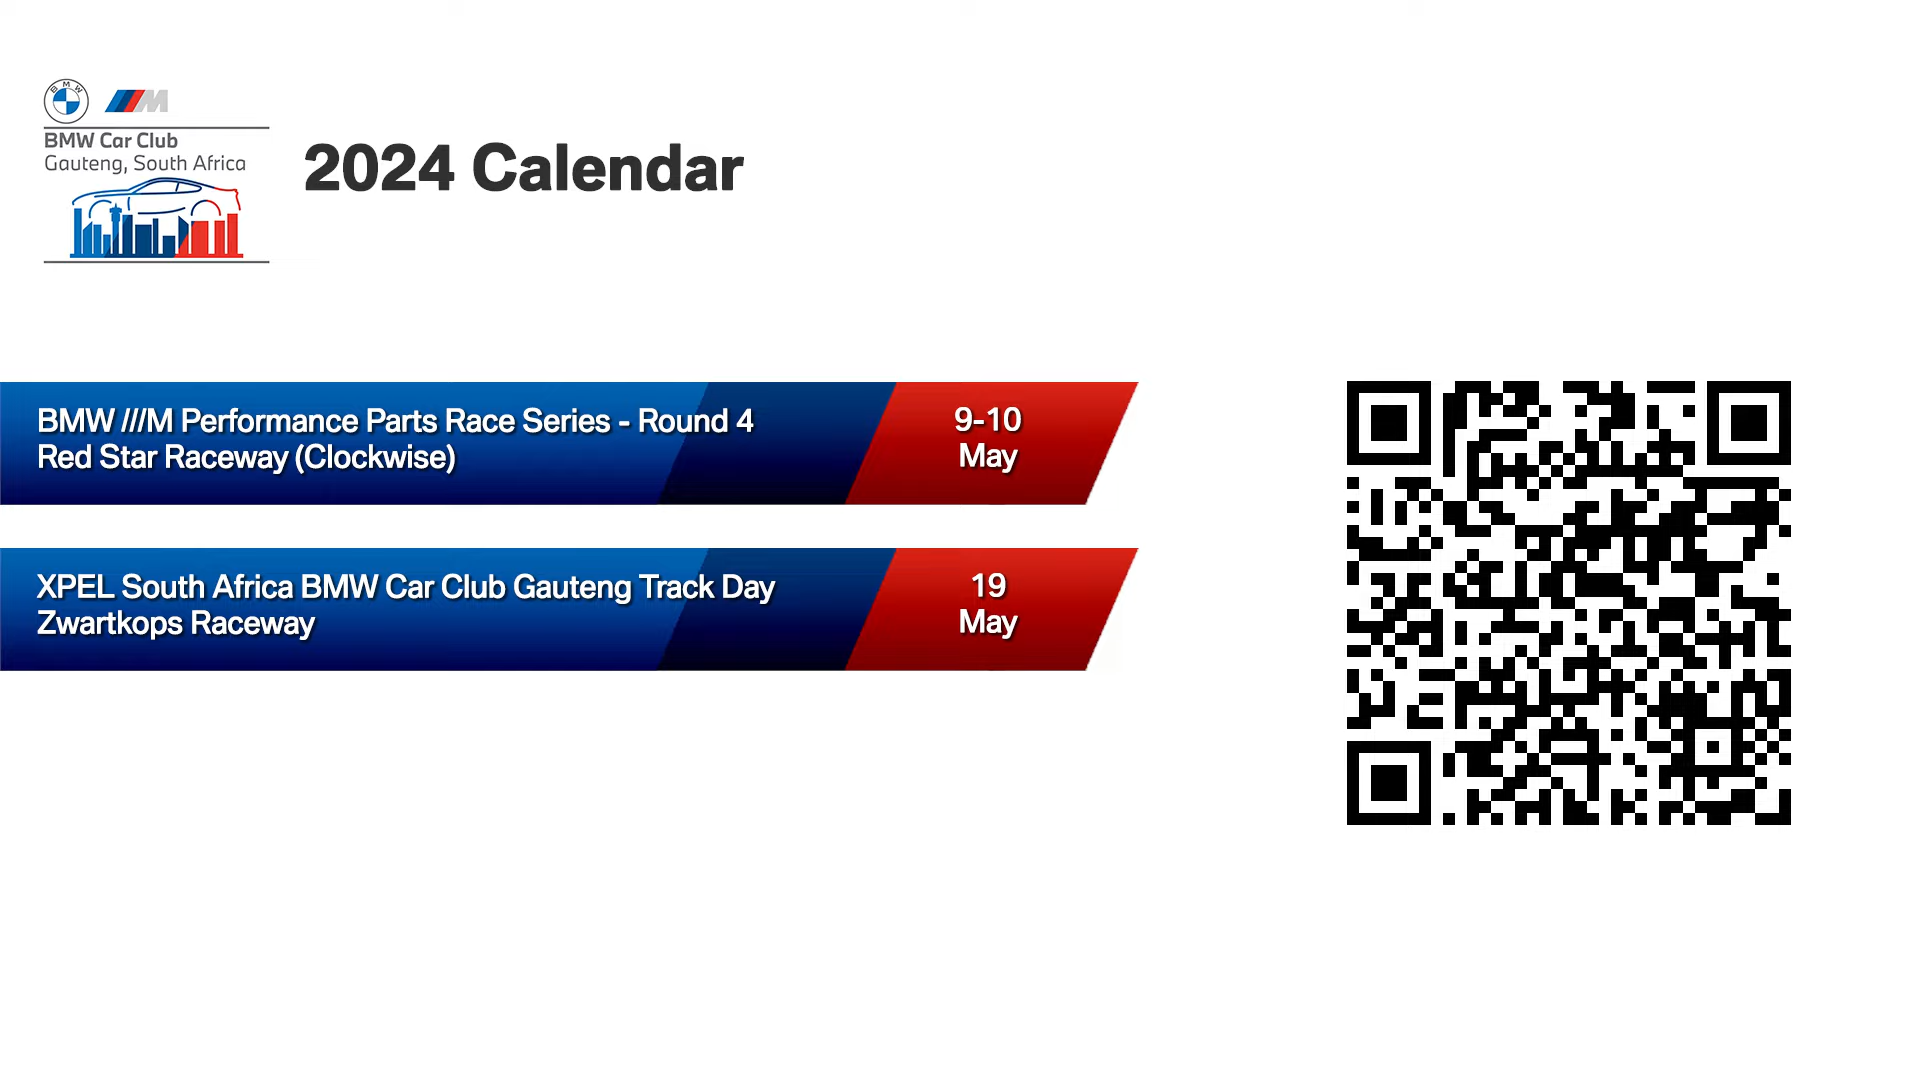 BMW
M
BMW Car Club
Gauteng, South Africa
2024 Calendar
BMW ///M Performance Parts Race Series - Round 4
Red Star Raceway (Clockwise)
9-10
May
XPEL South Africa BMW Car Club Gauteng Track Day
Zwartkops Raceway
19
May